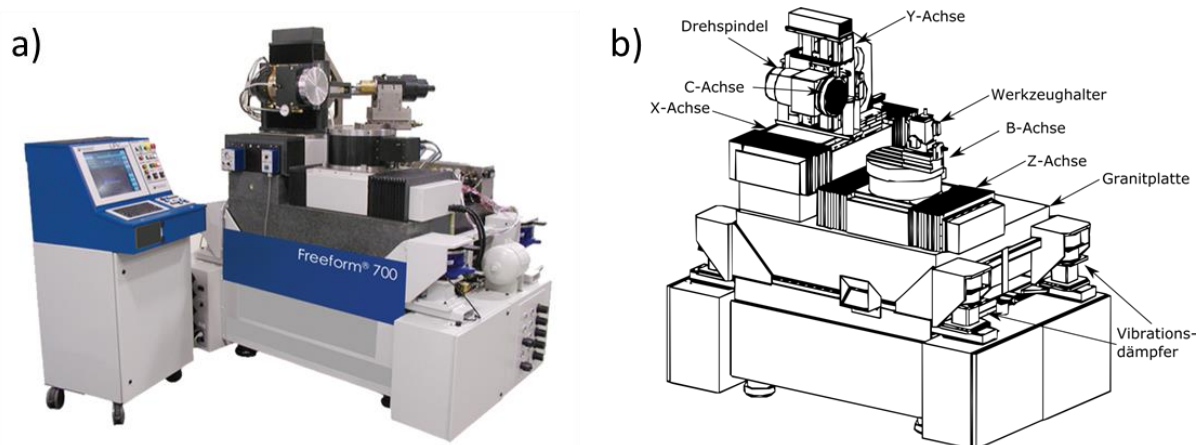 a)
Freeform® 700
b)
Y-Achse
Drehspindel
C-Achse
X-Achse
Werkzeughalter
B-Achse
Z-Achse
Granitplatte
Vibrations-
dämpfer